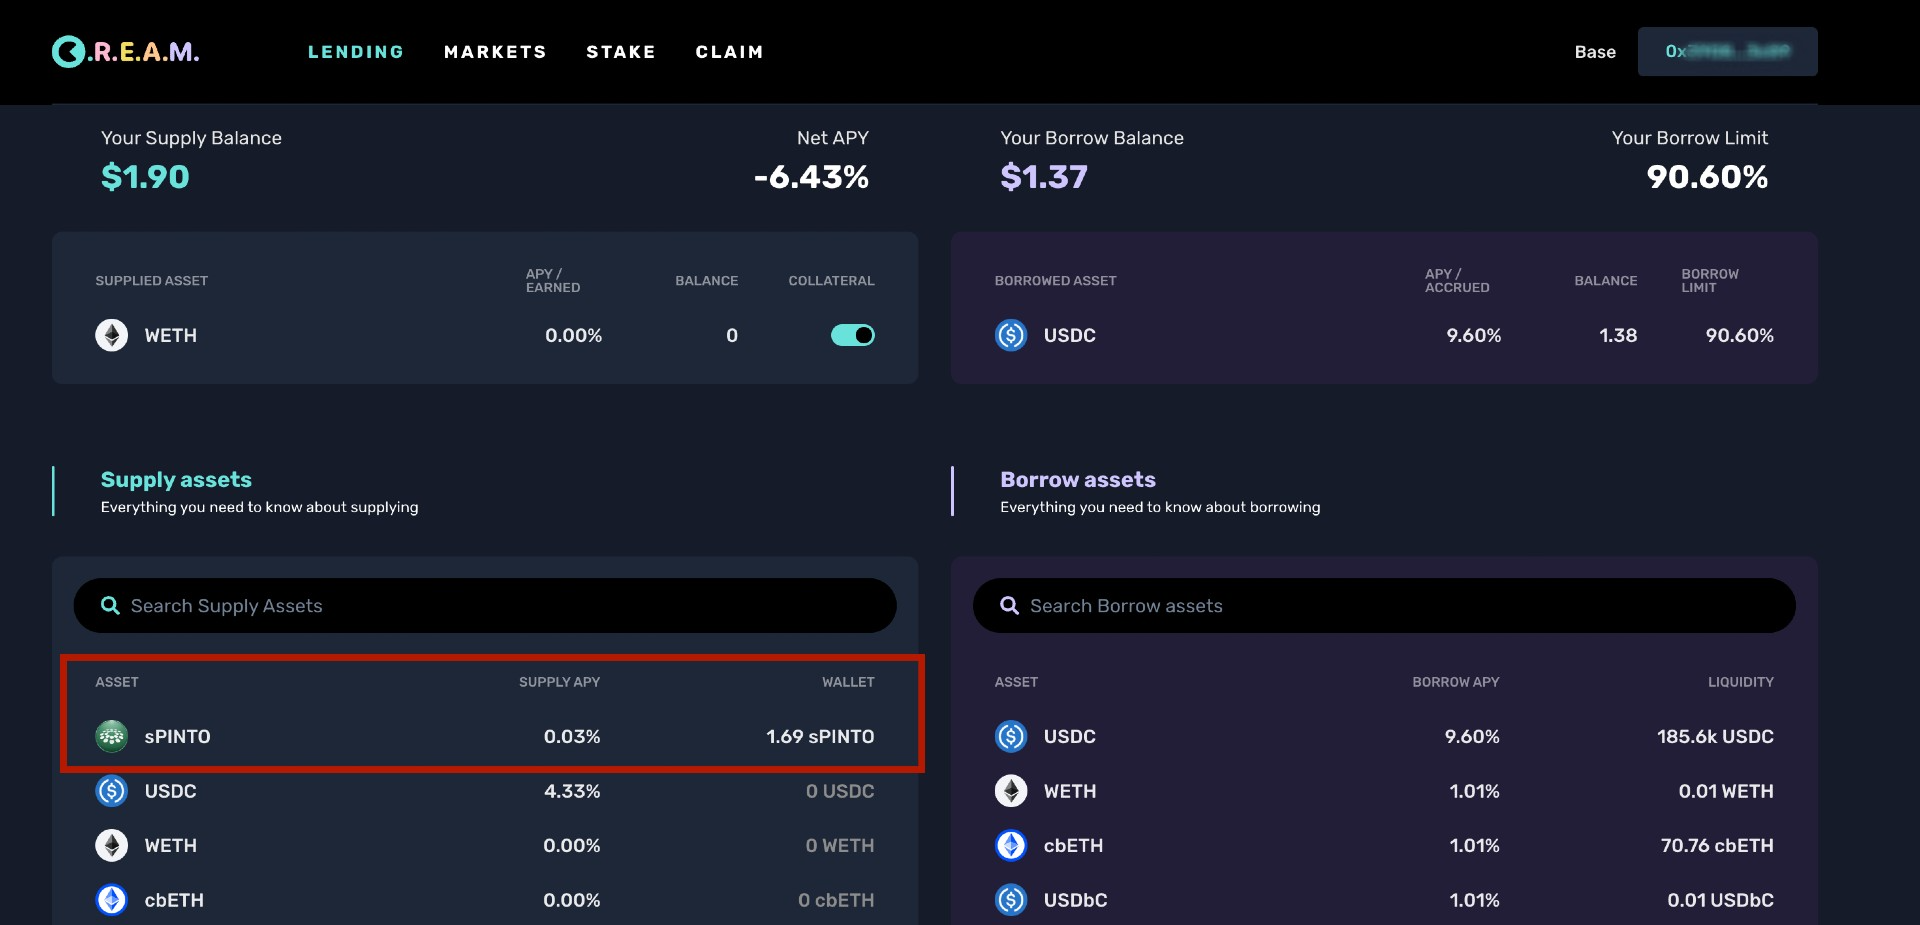 C.R.E.A.M.
LENDING MARKETS STAKE CLAIM
Base
0x
Your Supply Balance
$1.90
Net APY
-6.43%
Your Borrow Balance
$1.37
Your Borrow Limit
90.60%
SUPPLIED ASSET APY / EARNED BALANCE COLLATERAL
WETH 0.00% 0
BORROWED ASSET APY / ACCRUED BALANCE BORROW LIMIT
USDC 9.60% 1.38 90.60%
Supply assets
Everything you need to know about supplying
Borrow assets
Everything you need to know about borrowing
Search Supply Assets
ASSET SUPPLY APY WALLET
sPINTO 0.03% 1.69 sPINTO
USDC 4.33% 0 USDC
WETH 0.00% 0 WETH
cbETH 0.00% 0 cbETH
Search Borrow assets
ASSET BORROW APY LIQUIDITY
USDC 9.60% 185.6k USDC
WETH 1.01% 0.01 WETH
cbETH 1.01% 70.76 cbETH
USDbC 1.01% 0.01 USDbC